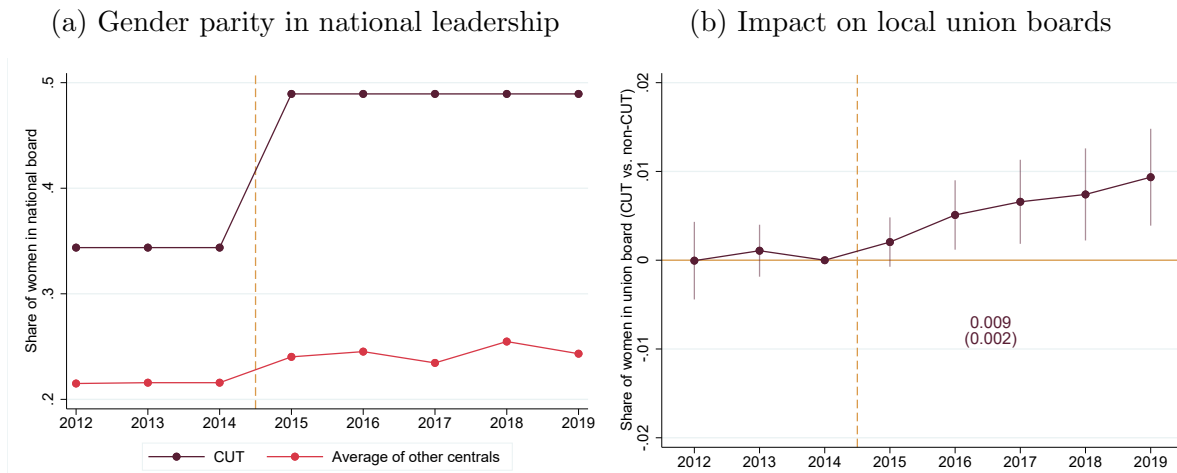 (a) Gender parity in national leadership
Share of women in national board
.5
.4
.3
.2
2012 2013 2014 2015 2016 2017 2018 2019
CUT Average of other centrals
(b) Impact on local union boards
Share of women in union board (CUT vs. non-CUT)
.02
.01
0
-.01
-.02
0.009
(0.002)
2012 2013 2014 2015 2016 2017 2018 2019